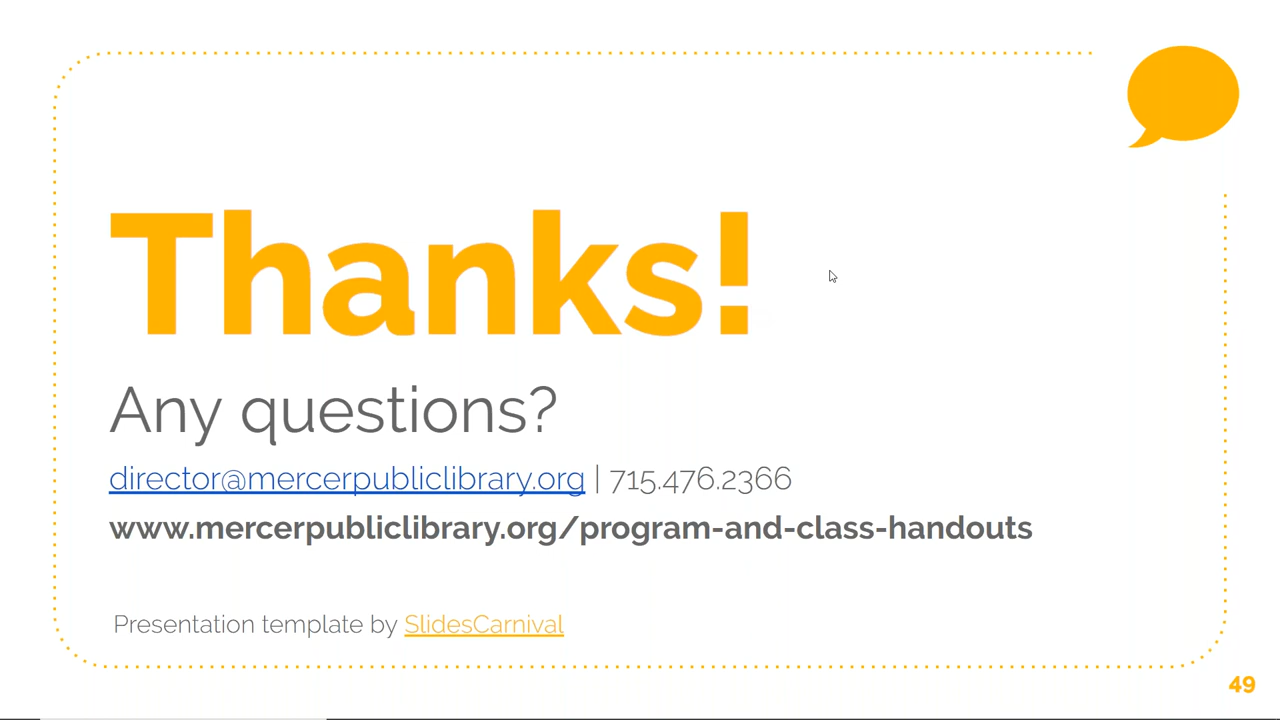 Thanks!
Any questions?
director@mercerpubliclibrary.org | 715.476.2366
www.mercerpubliclibrary.org/program-and-class-handouts
Presentation template by SlidesCarnival
49